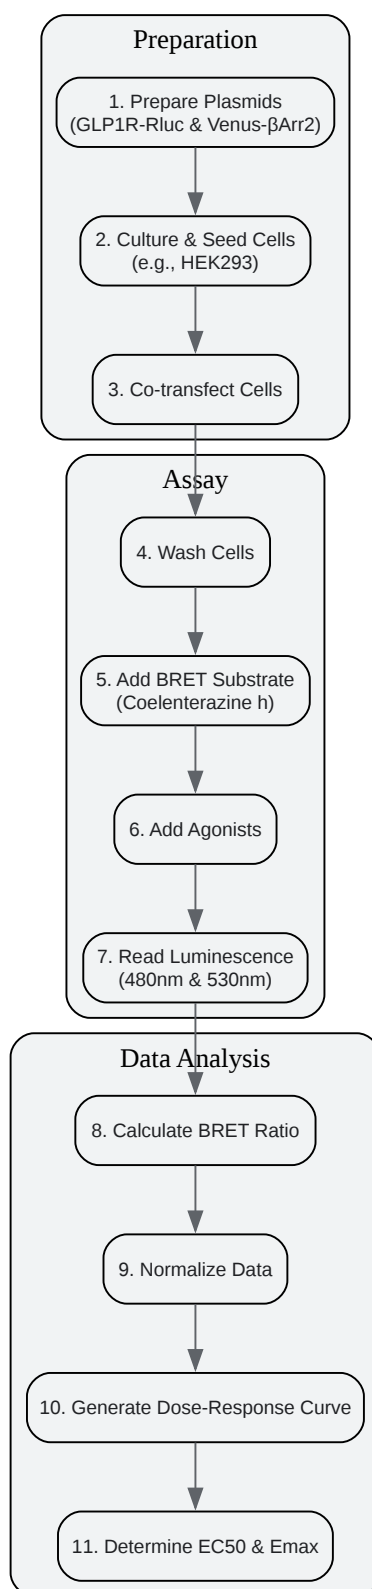 Preparation
1. Prepare Plasmids
(GLP1R-Rluc & Venus-βArr2)
2. Culture & Seed Cells
(e.g., HEK293)
3. Co-transfect Cells
Assay
4. Wash Cells
5. Add BRET Substrate
(Coelenterazine h)
6. Add Agonists
7. Read Luminescence
(480nm & 530nm)
Data Analysis
8. Calculate BRET Ratio
9. Normalize Data
10. Generate Dose-Response Curve
11. Determine EC50 & Emax